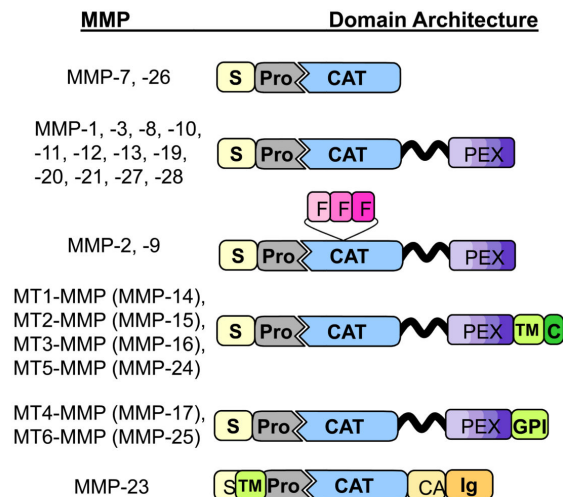 MMP Domain Architecture
MMP-7, -26 S Pro CAT
MMP-1, -3, -8, -10,
-11, -12, -13, -19,
-20, -21, -27, -28
S Pro CAT PEX
F F F
MMP-2, -9 S Pro CAT PEX
MT1-MMP (MMP-14),
MT2-MMP (MMP-15),
MT3-MMP (MMP-16),
MT5-MMP (MMP-24)
S Pro CAT PEX TM C
MT4-MMP (MMP-17),
MT6-MMP (MMP-25)
S Pro CAT PEX GPI
MMP-23 S TM Pro CAT CA Ig